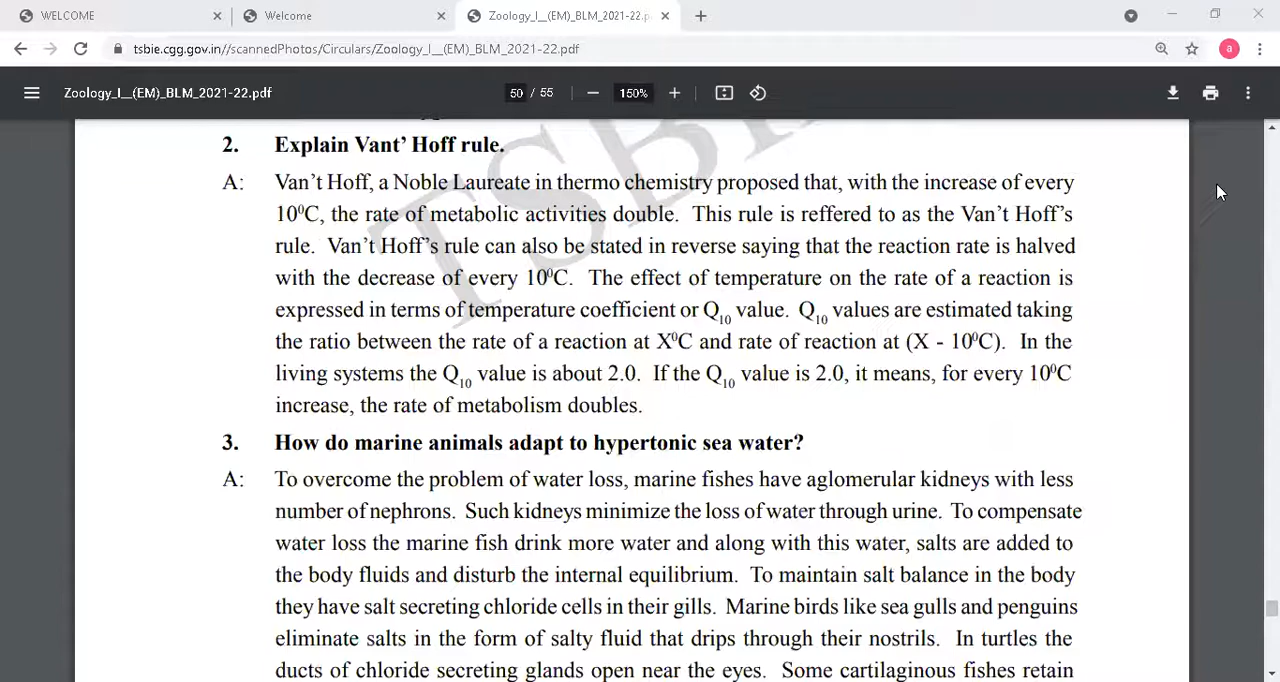 WELCOME
Welcome
Zoology_I__(EM)_BLM_2021-22.p
tsbie.cgg.gov.in//scannedPhotos/Circulars/Zoology_I__(EM)_BLM_2021-22.pdf
a
Zoology_I__(EM)_BLM_2021-22.pdf
50 / 55
150%
2. Explain Vant’ Hoff rule.
A: Van’t Hoff, a Noble Laureate in thermo chemistry proposed that, with the increase of every
10⁰C, the rate of metabolic activities double. This rule is reffered to as the Van’t Hoff’s
rule. Van’t Hoff’s rule can also be stated in reverse saying that the reaction rate is halved
with the decrease of every 10⁰C. The effect of temperature on the rate of a reaction is
expressed in terms of temperature coefficient or Q₁₀ value. Q₁₀ values are estimated taking
the ratio between the rate of a reaction at X⁰C and rate of reaction at (X - 10⁰C). In the
living systems the Q₁₀ value is about 2.0. If the Q₁₀ value is 2.0, it means, for every 10⁰C
increase, the rate of metabolism doubles.
3. How do marine animals adapt to hypertonic sea water?
A: To overcome the problem of water loss, marine fishes have aglomerular kidneys with less
number of nephrons. Such kidneys minimize the loss of water through urine. To compensate
water loss the marine fish drink more water and along with this water, salts are added to
the body fluids and disturb the internal equilibrium. To maintain salt balance in the body
they have salt secreting chloride cells in their gills. Marine birds like sea gulls and penguins
eliminate salts in the form of salty fluid that drips through their nostrils. In turtles the
ducts of chloride secreting glands open near the eyes. Some cartilaginous fishes retain